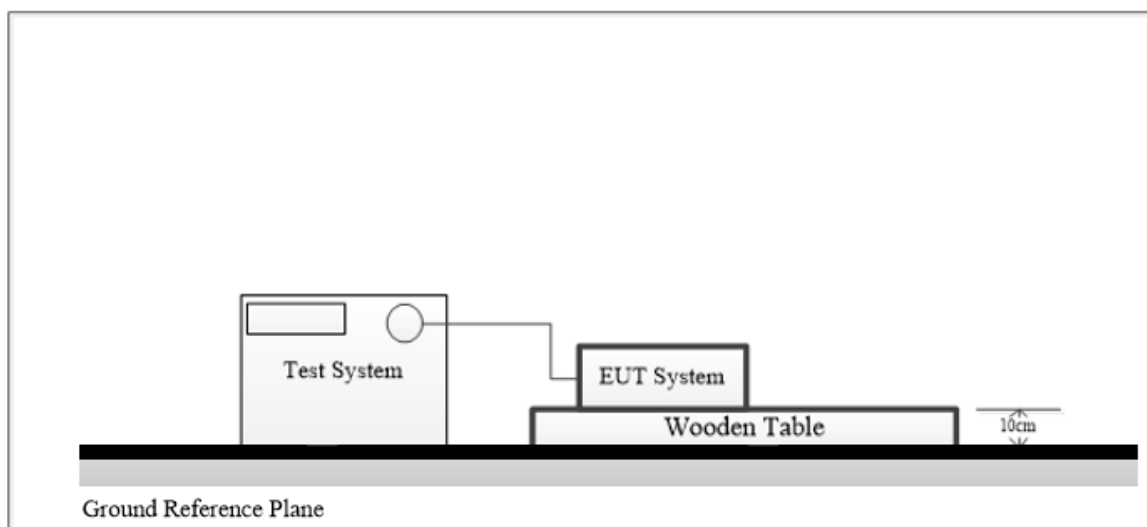 Test System
EUT System
Wooden Table
10cm
Ground Reference Plane